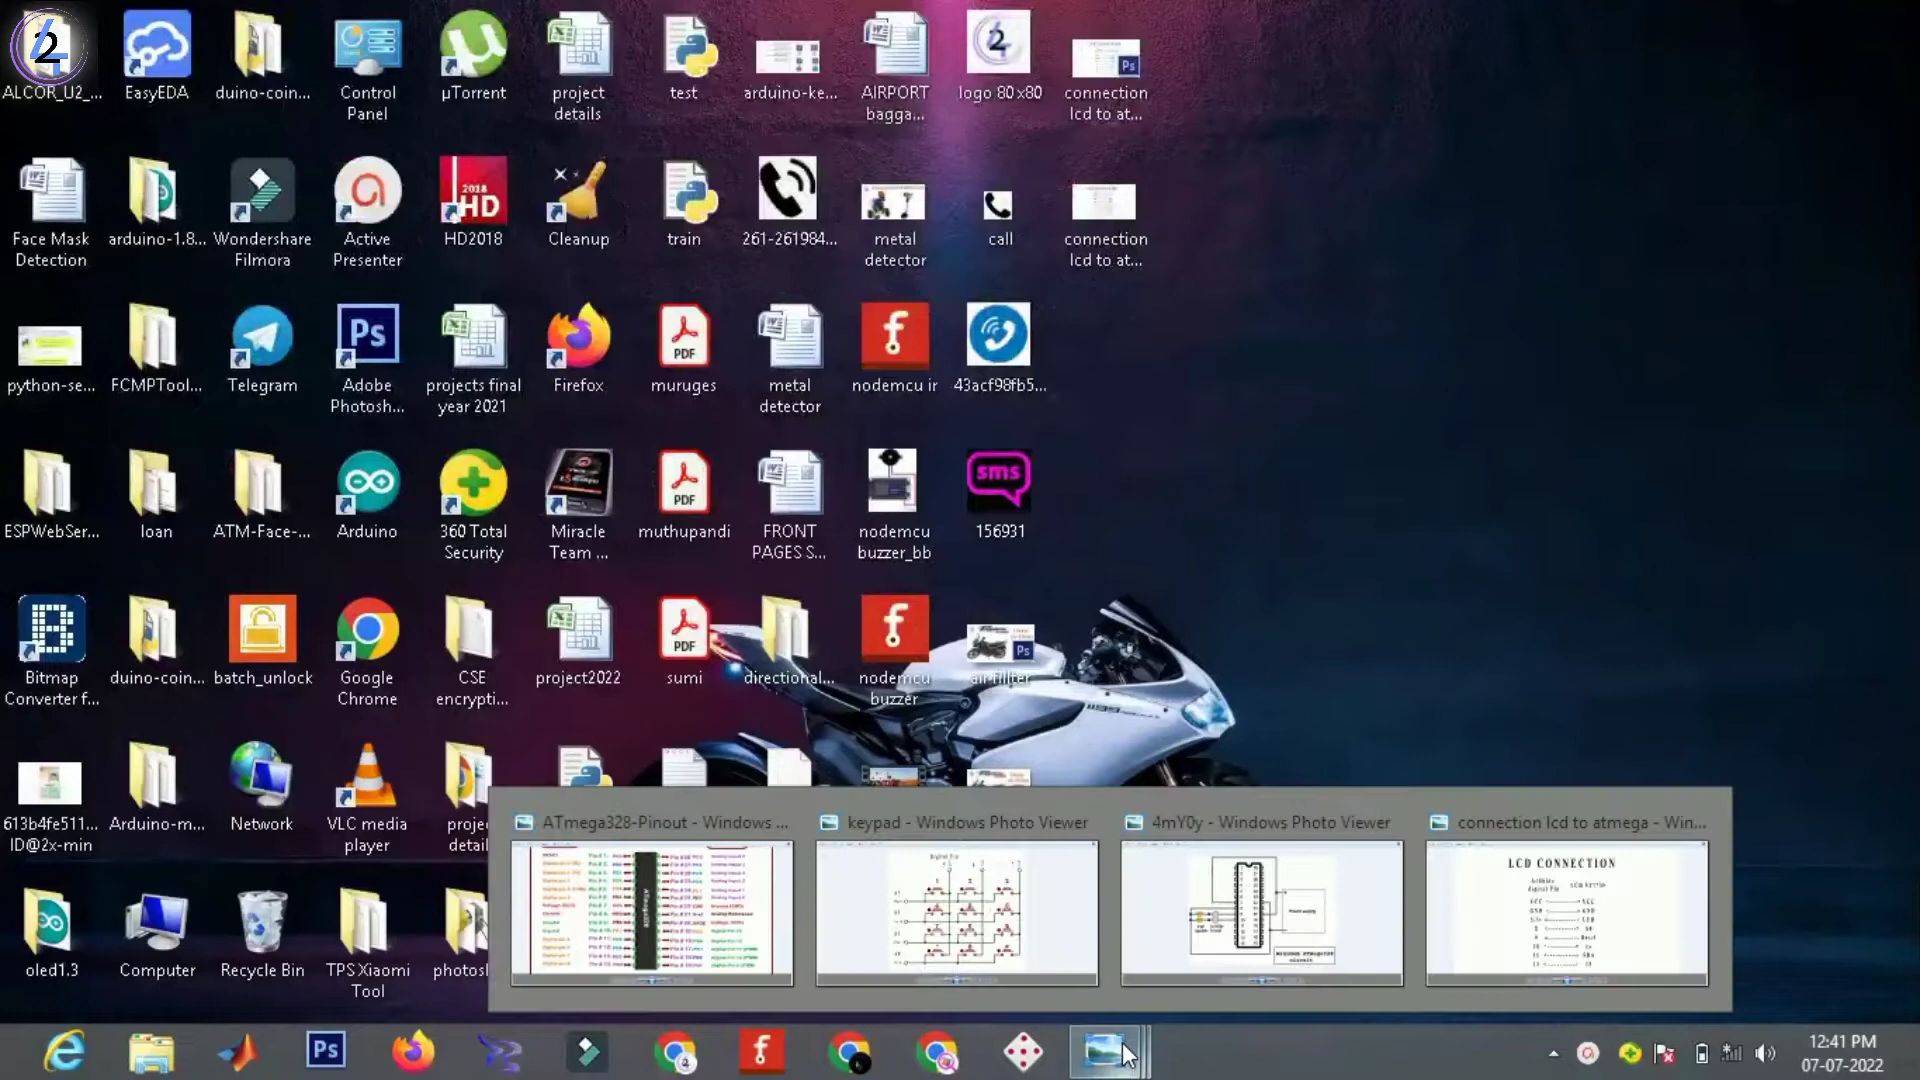 ALCOR_U2_...
EasyEDA
duino-coin...
Control
Panel
µTorrent
project
details
test
arduino-ke...
AIRPORT
bagga...
logo 80x80
connection
lcd to at...
Face Mask
Detection
arduino-1.8...
Wondershare
Filmora
Active
Presenter
HD2018
Cleanup
train
261-261984...
metal
detector
call
connection
lcd to at...
python-se...
FCMPTool...
Telegram
Adobe
Photosh...
projects final
year 2021
Firefox
muruges
metal
detector
nodemcu ir
43acf98fb5...
ESPWebSer...
loan
ATM-Face-...
Arduino
360 Total
Security
Miracle
Team ...
muthupandi
FRONT
PAGES S...
nodemcu
buzzer_bb
sms
156931
Bitmap
Converter f...
duino-coin...
batch_unlock
Google
Chrome
CSE
encrypti...
project2022
sumi
directional...
nodemcu
buzzer
air fillter
613b4fe511...
ID@2x-min
Arduino-m...
Network
VLC media
player
proje
detail
oled1.3
Computer
Recycle Bin
TPS Xiaomi
Tool
photosl
ATmega328-Pinout - Windows ...
keypad - Windows Photo Viewer
4mY0y - Windows Photo Viewer
connection lcd to atmega - Win...
LCD CONNECTION
12:41 PM
07-07-2022